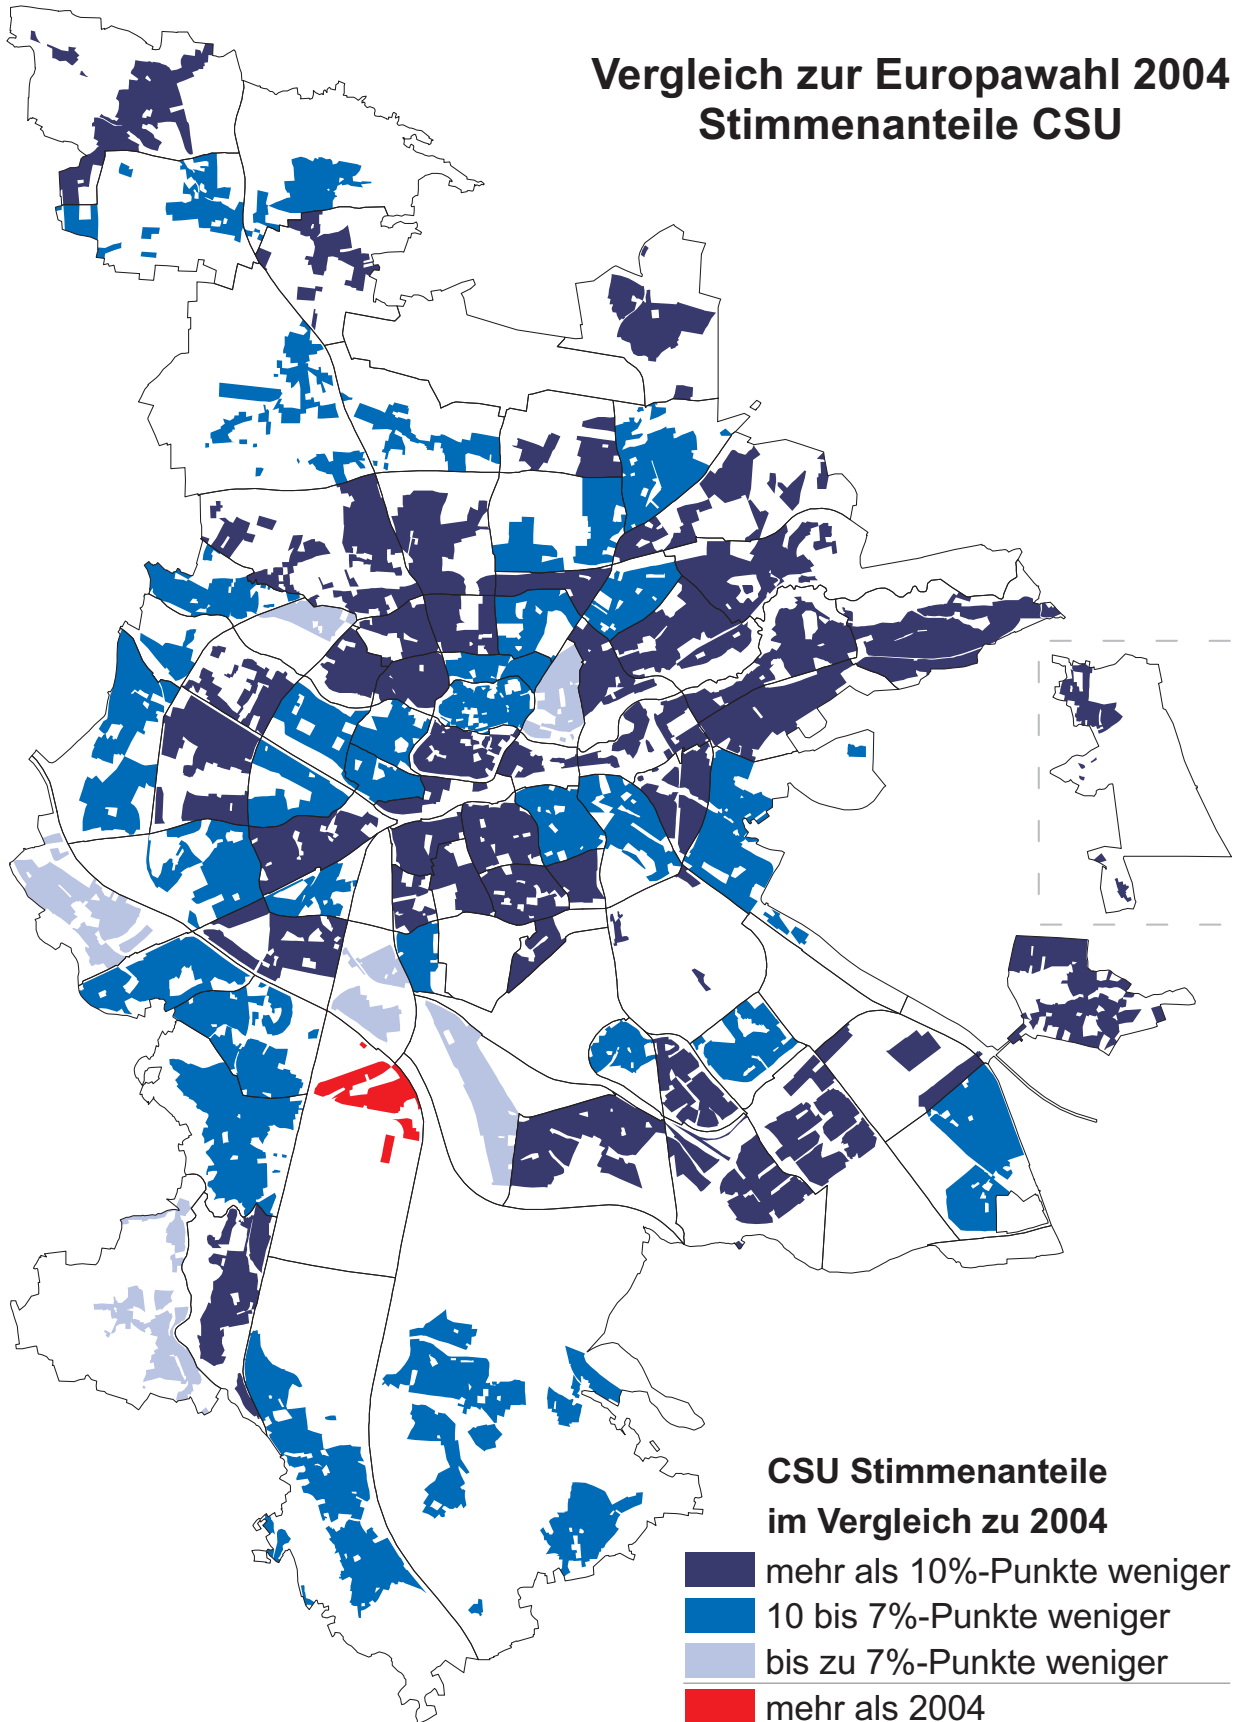 Vergleich zur Europawahl 2004
Stimmenanteile CSU
CSU Stimmenanteile
im Vergleich zu 2004
mehr als 10%-Punkte weniger
10 bis 7%-Punkte weniger
bis zu 7%-Punkte weniger
mehr als 2004